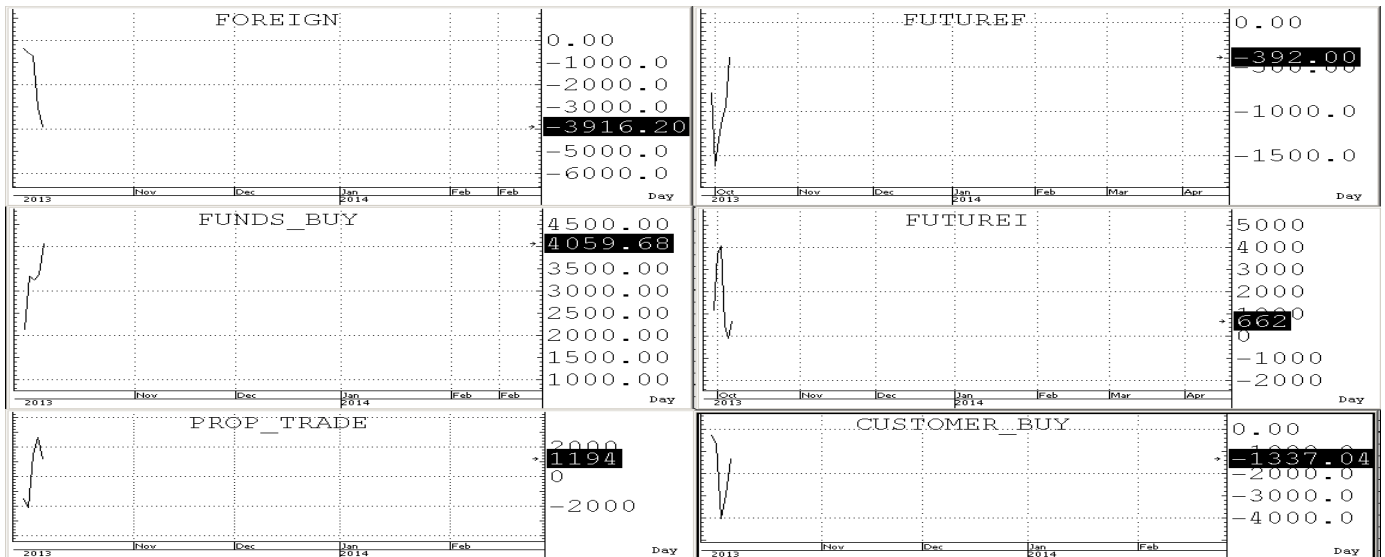 FOREIGN
0.00
-1000.0
-2000.0
-3000.0
-3916.20
-5000.0
-6000.0
Nov Dec Jan Feb Feb
2013 2014 Day
FUTUREF
0.00
-392.00
-1000.0
-1500.0
Oct Nov Dec Jan Feb Mar Apr
2013 2014 Day
FUNDS_BUY
4500.00
4059.68
3500.00
3000.00
2500.00
2000.00
1500.00
1000.00
Nov Dec Jan Feb Feb
2013 2014 Day
FUTUREI
5000
4000
3000
2000
662
0
-1000
-2000
Oct Nov Dec Jan Feb Mar Apr
2013 2014 Day
PROP_TRADE
2000
1194
0
-2000
Nov Dec Jan Feb
2013 2014 Day
CUSTOMER_BUY
0.00
-1337.04
-2000.0
-3000.0
-4000.0
Nov Dec Jan Feb
2013 2014 Day